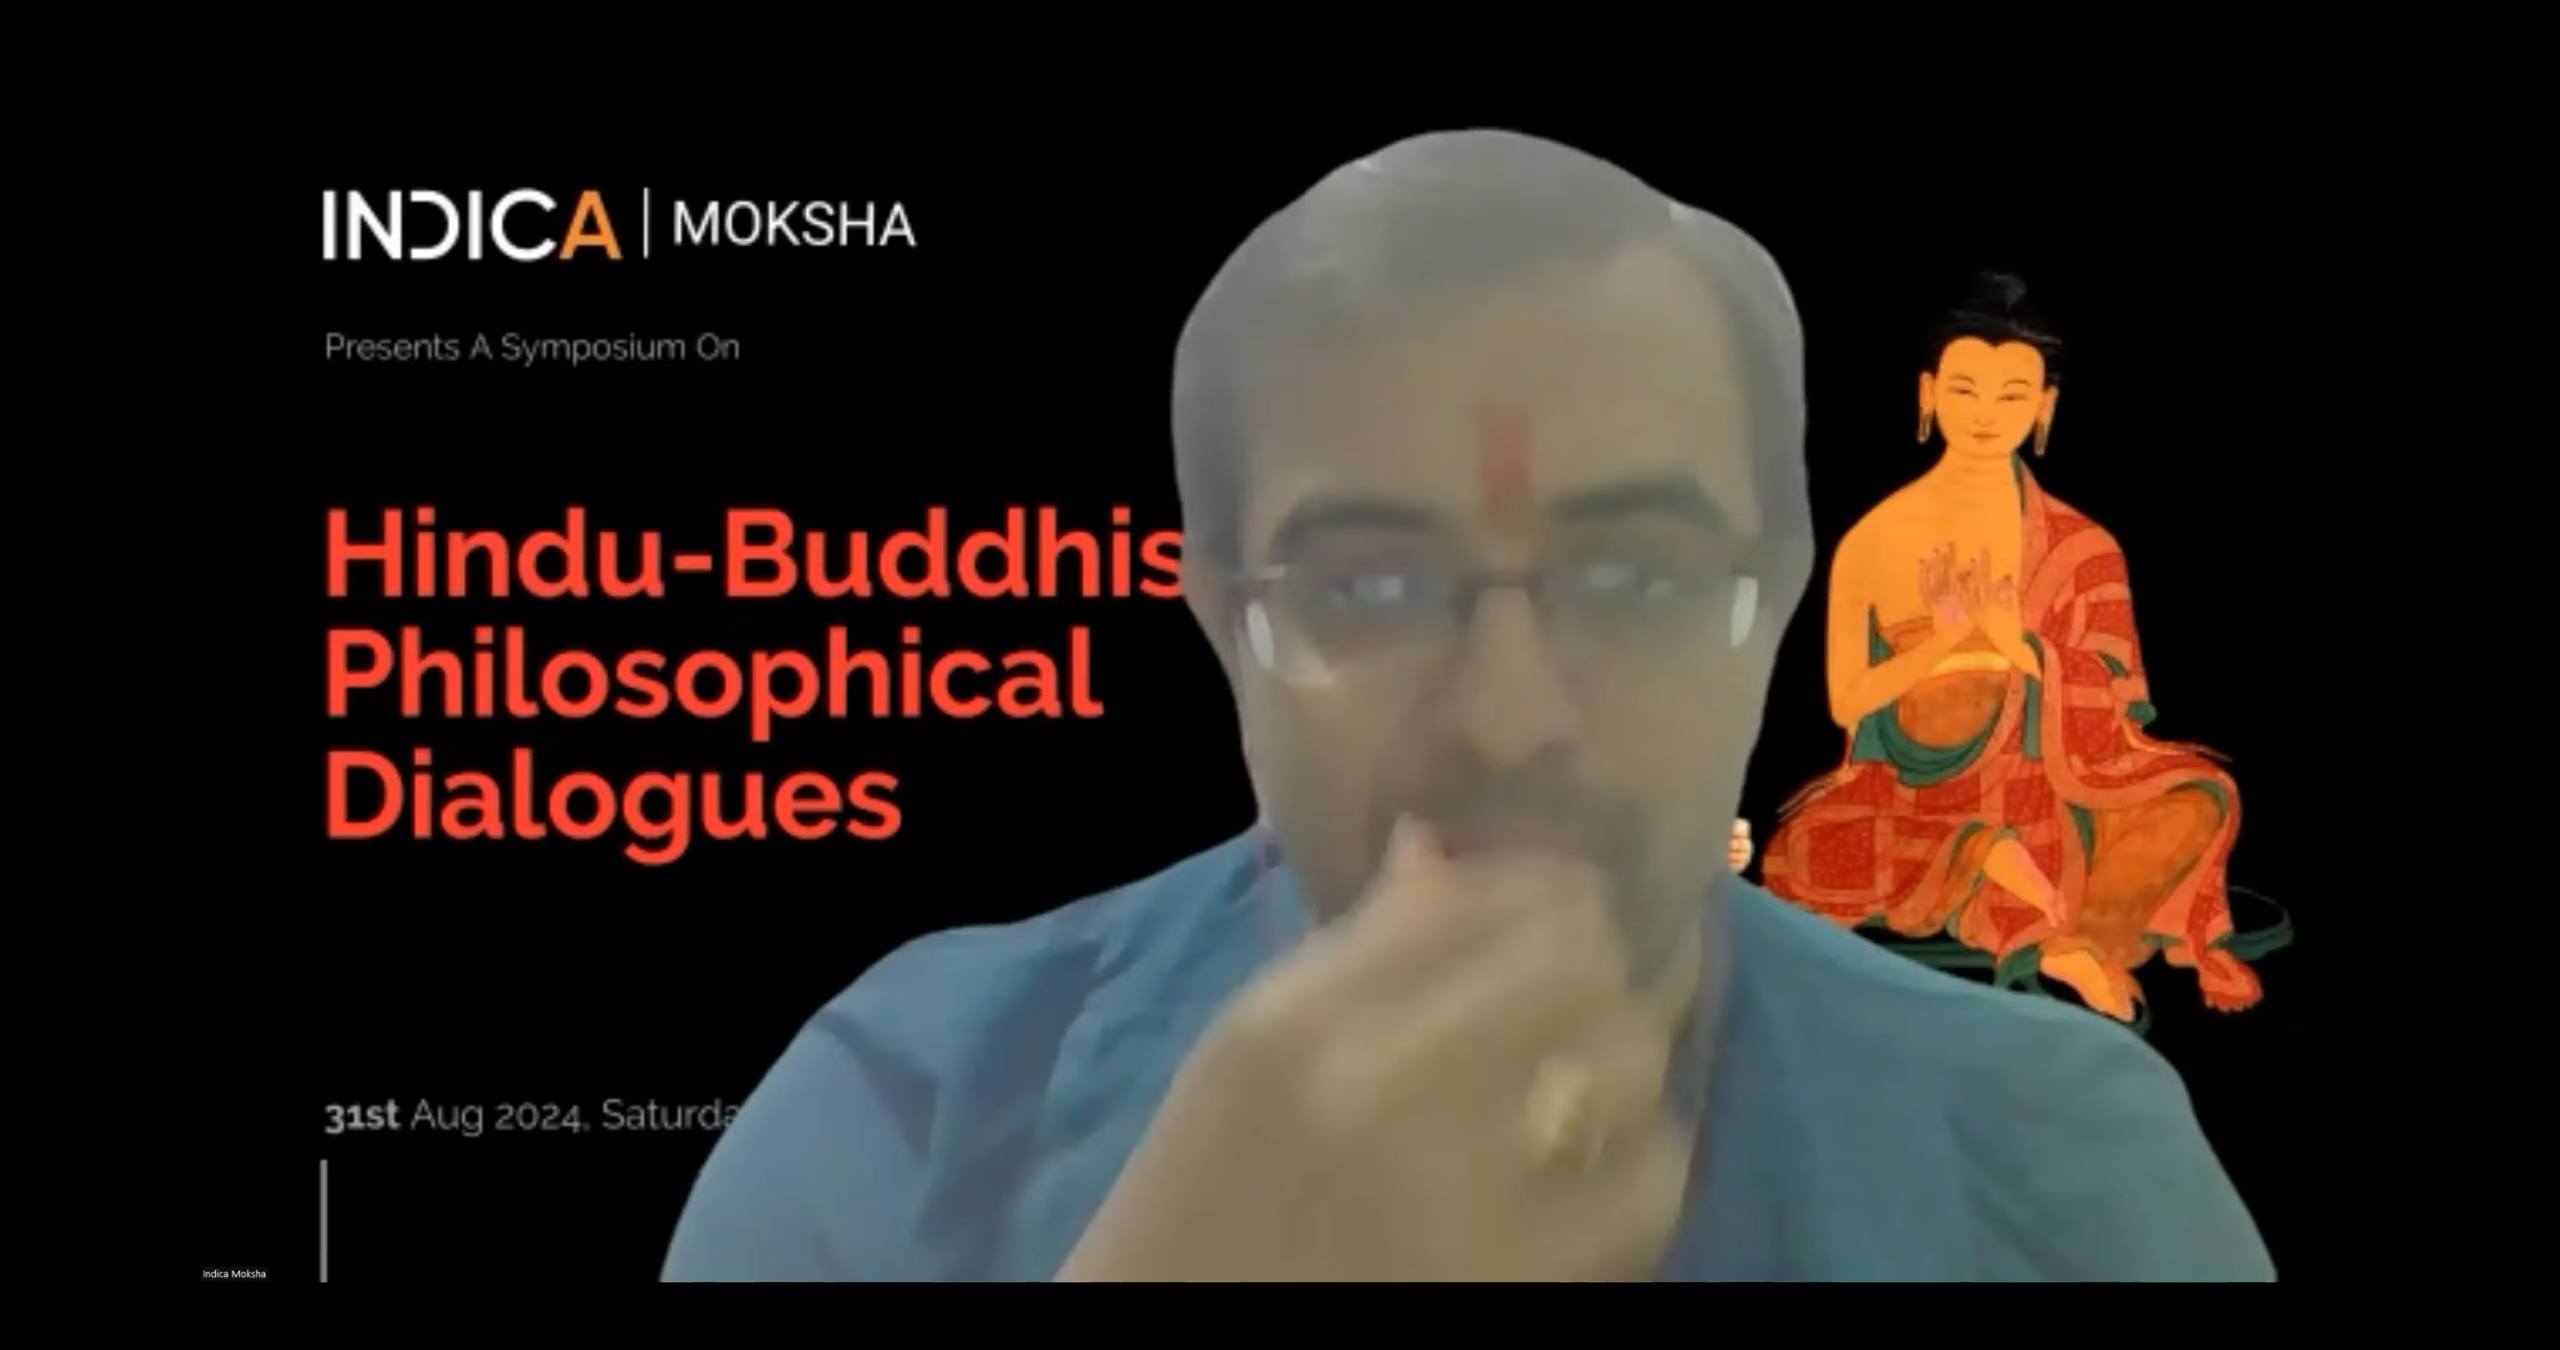 INDICA | MOKSHA
Presents A Symposium On
Hindu-Buddhis
Philosophical
Dialogues
31st Aug 2024, Saturda
Indica Moksha